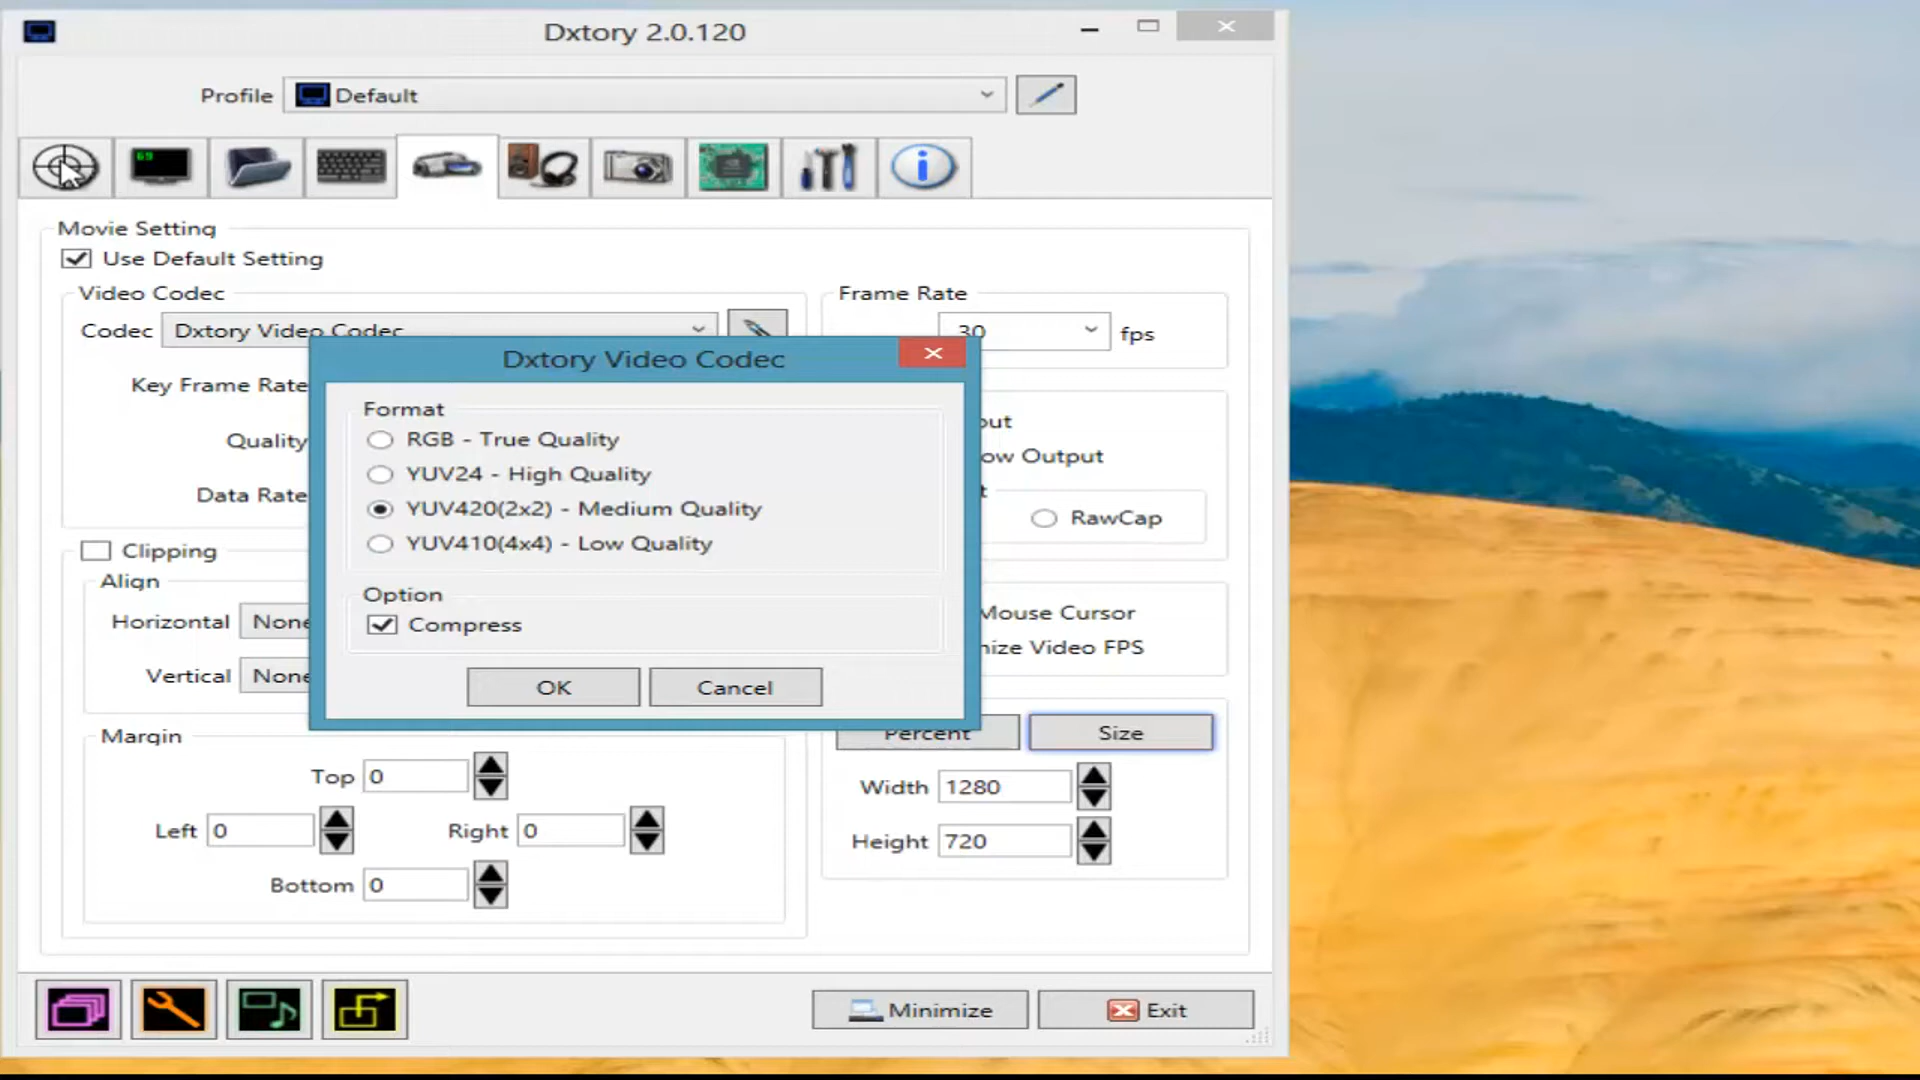 Dxtory 2.0.120
Profile Default
69
Movie Setting
Use Default Setting
Video Codec
Frame Rate
Codec Dxtory Video Codec
30 fps
Dxtory Video Codec
Key Frame Rate
Format
RGB - True Quality
Quality
YUV24 - High Quality
Data Rate
YUV420(2x2) - Medium Quality
RawCap
YUV410(4x4) - Low Quality
Clipping
Align
Option
Horizontal None
Compress
Mouse Cursor
Video FPS
Vertical None
OK Cancel
Percent Size
Margin
Top 0
Width 1280
Left 0 Right 0
Height 720
Bottom 0
Minimize Exit